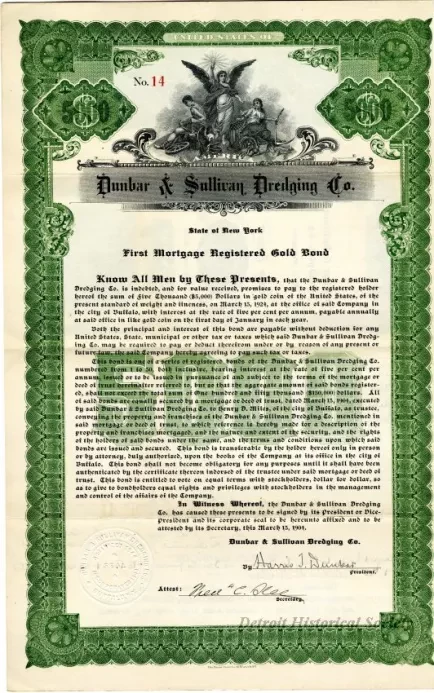 UNITED STATES OF
5000
No. 14
5000
AMERICA
Dunbar & Sullivan Dredging Co.
State of New York
First Mortgage Registered Gold Bond
Know All Men by These Presents, that the Dunbar & Sullivan
Dredging Co. is indebted, and for value received, promises to pay to the registered holder
hereof the sum of Five Thousand ($5,000) Dollars in gold coin of the United States, of the
present standard of weight and fineness, on March 15, 1924, at the office of said Company in
the city of Buffalo, with interest at the rate of five per cent per annum, payable annually
at said office in like gold coin on the first day of January in each year.
Both the principal and interest of this bond are payable without deduction for any
United States, State, municipal or other tax or taxes which said Dunbar & Sullivan Dredg-
ing Co. may be required to pay or deduct therefrom under or by reason of any present or
future law, the said Company hereby agreeing to pay such tax or taxes.
This bond is one of a series of registered bonds of the Dunbar & Sullivan Dredging Co.
numbered from 1 to 30, both inclusive, bearing interest at the rate of five per cent per
annum, issued or to be issued in pursuance of and subject to the terms of the mortgage or
deed of trust hereinafter referred to, but so that the aggregate amount of said bonds register-
ed, shall not exceed the total sum of One hundred and fifty thousand ($150,000) dollars. All
of said bonds are equally secured by a mortgage or deed of trust, dated March 15, 1904, executed
by said Dunbar & Sullivan Dredging Co. to Henry D. Miles, of the city of Buffalo, as trustee,
conveying the property and franchises of the Dunbar & Sullivan Dredging Co. mentioned in
said mortgage or deed of trust, to which reference is hereby made for a description of the
property and franchises mortgaged, and the nature and extent of the security, and the rights
of the holders of said bonds under the same, and the terms and conditions upon which said
bonds are issued and secured. This bond is transferable by the holder hereof only in person
or by attorney, duly authorized, upon the books of the Company at its office in the city of
Buffalo. This bond shall not become obligatory for any purposes until it shall have been
authenticated by the certificate hereon indorsed of the trustee under said mortgage or deed of
trust. This bond is entitled to vote on equal terms with stockholders, dollar for dollar, so
as to give to bondholders equal rights and privileges with stockholders in the management
and control of the affairs of the Company.
In Witness Whereof, the Dunbar & Sullivan Dredging
Co. has caused these presents to be signed by its President or Vice-
President and its corporate seal to be hereunto affixed and to be
attested by its Secretary, this March 15, 1904.
Dunbar & Sullivan Dredging Co.
By Harris T. Dunbar
President.
Attest:
Secretary.
Detroit Historical Society